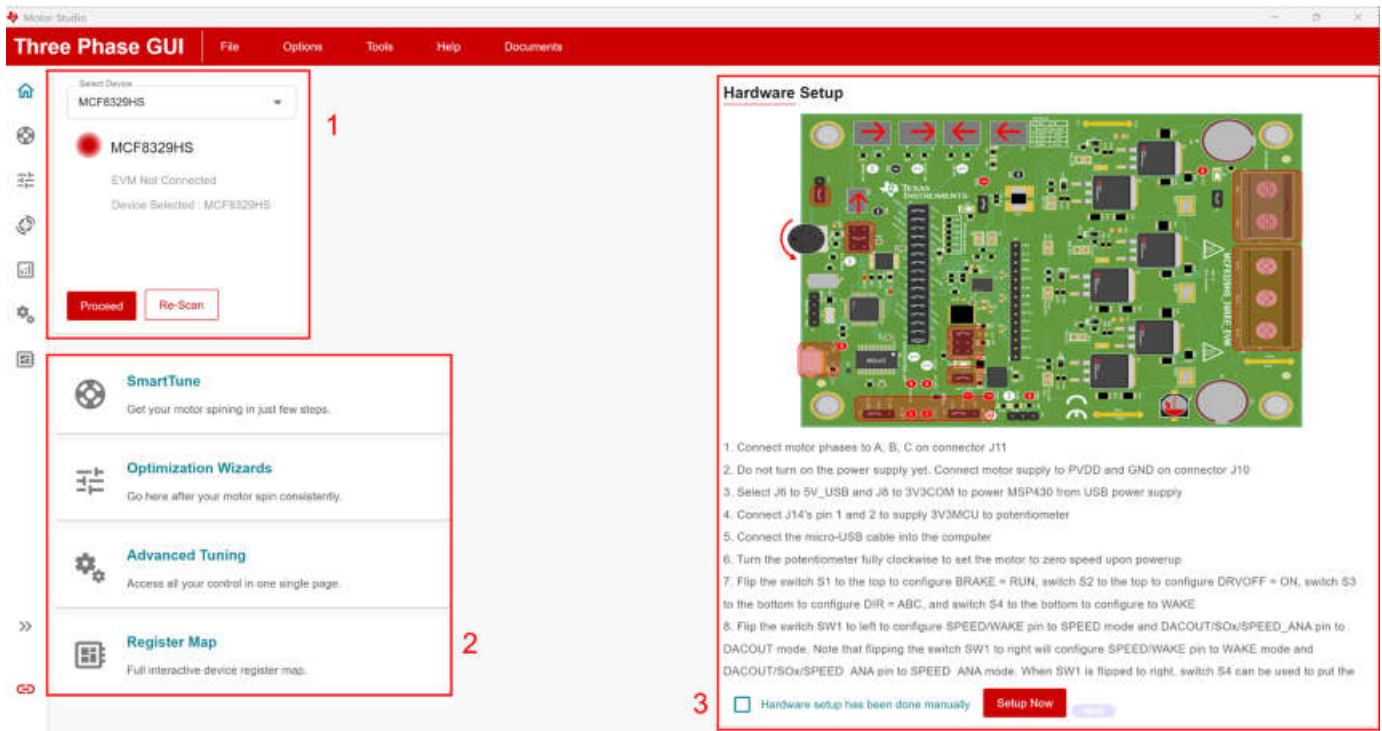 Motor Studio
Three Phase GUI
File
Options
Tools
Help
Documents
Select Device
MCF8329HS
1
MCF8329HS
EVM Not Connected
Device Selected : MCF8329HS
Proceed
Re-Scan
SmartTune
Get your motor spining in just few steps.
Optimization Wizards
Go here after your motor spin consistently.
Advanced Tuning
Access all your control in one single page.
Register Map
Full interactive device register map.
2
Hardware Setup
TEXAS
INSTRUMENTS
1. Connect motor phases to A, B, C on connector J11
2. Do not turn on the power supply yet. Connect motor supply to PVDD and GND on connector J10
3. Select J6 to 5V_USB and J8 to 3V3COM to power MSP430 from USB power supply
4. Connect J14's pin 1 and 2 to supply 3V3MCU to potentiometer
5. Connect the micro-USB cable into the computer
6. Turn the potentiometer fully clockwise to set the motor to zero speed upon powerup
7. Flip the switch S1 to the top to configure BRAKE = RUN, switch S2 to the top to configure DRVOFF = ON, switch S3
to the bottom to configure DIR = ABC, and switch S4 to the bottom to configure to WAKE
8. Flip the switch SW1 to left to configure SPEED/WAKE pin to SPEED mode and DACOUT/SOx/SPEED_ANA pin to
DACOUT mode. Note that flipping the switch SW1 to right will configure SPEED/WAKE pin to WAKE mode and
DACOUT/SOx/SPEED_ANA pin to SPEED_ANA mode. When SW1 is flipped to right, switch S4 can be used to put the
3
Hardware setup has been done manually
Setup Now